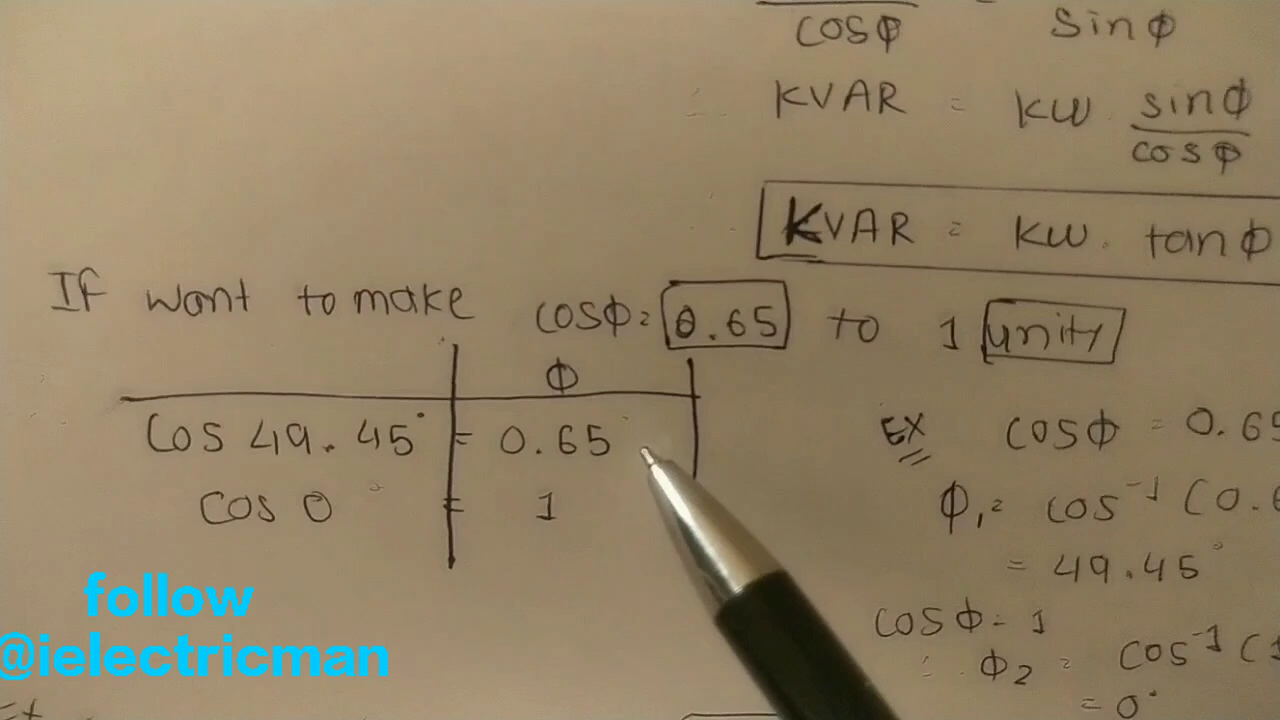 cosφ = sinφ
∴ KVAR = KW. sinφ
cosφ
∴ KVAR = KW. tanφ
If want to make cosφ= 0.65 to 1 unity
φ
Cos 49.45° = 0.65
cos 0° = 1
Ex cosφ = 0.65
φ1= cos-1 (0.6
= 49.45°
cosφ= 1
∴ φ2 = cos-1 (1
= 0°
follow
@ielectricman